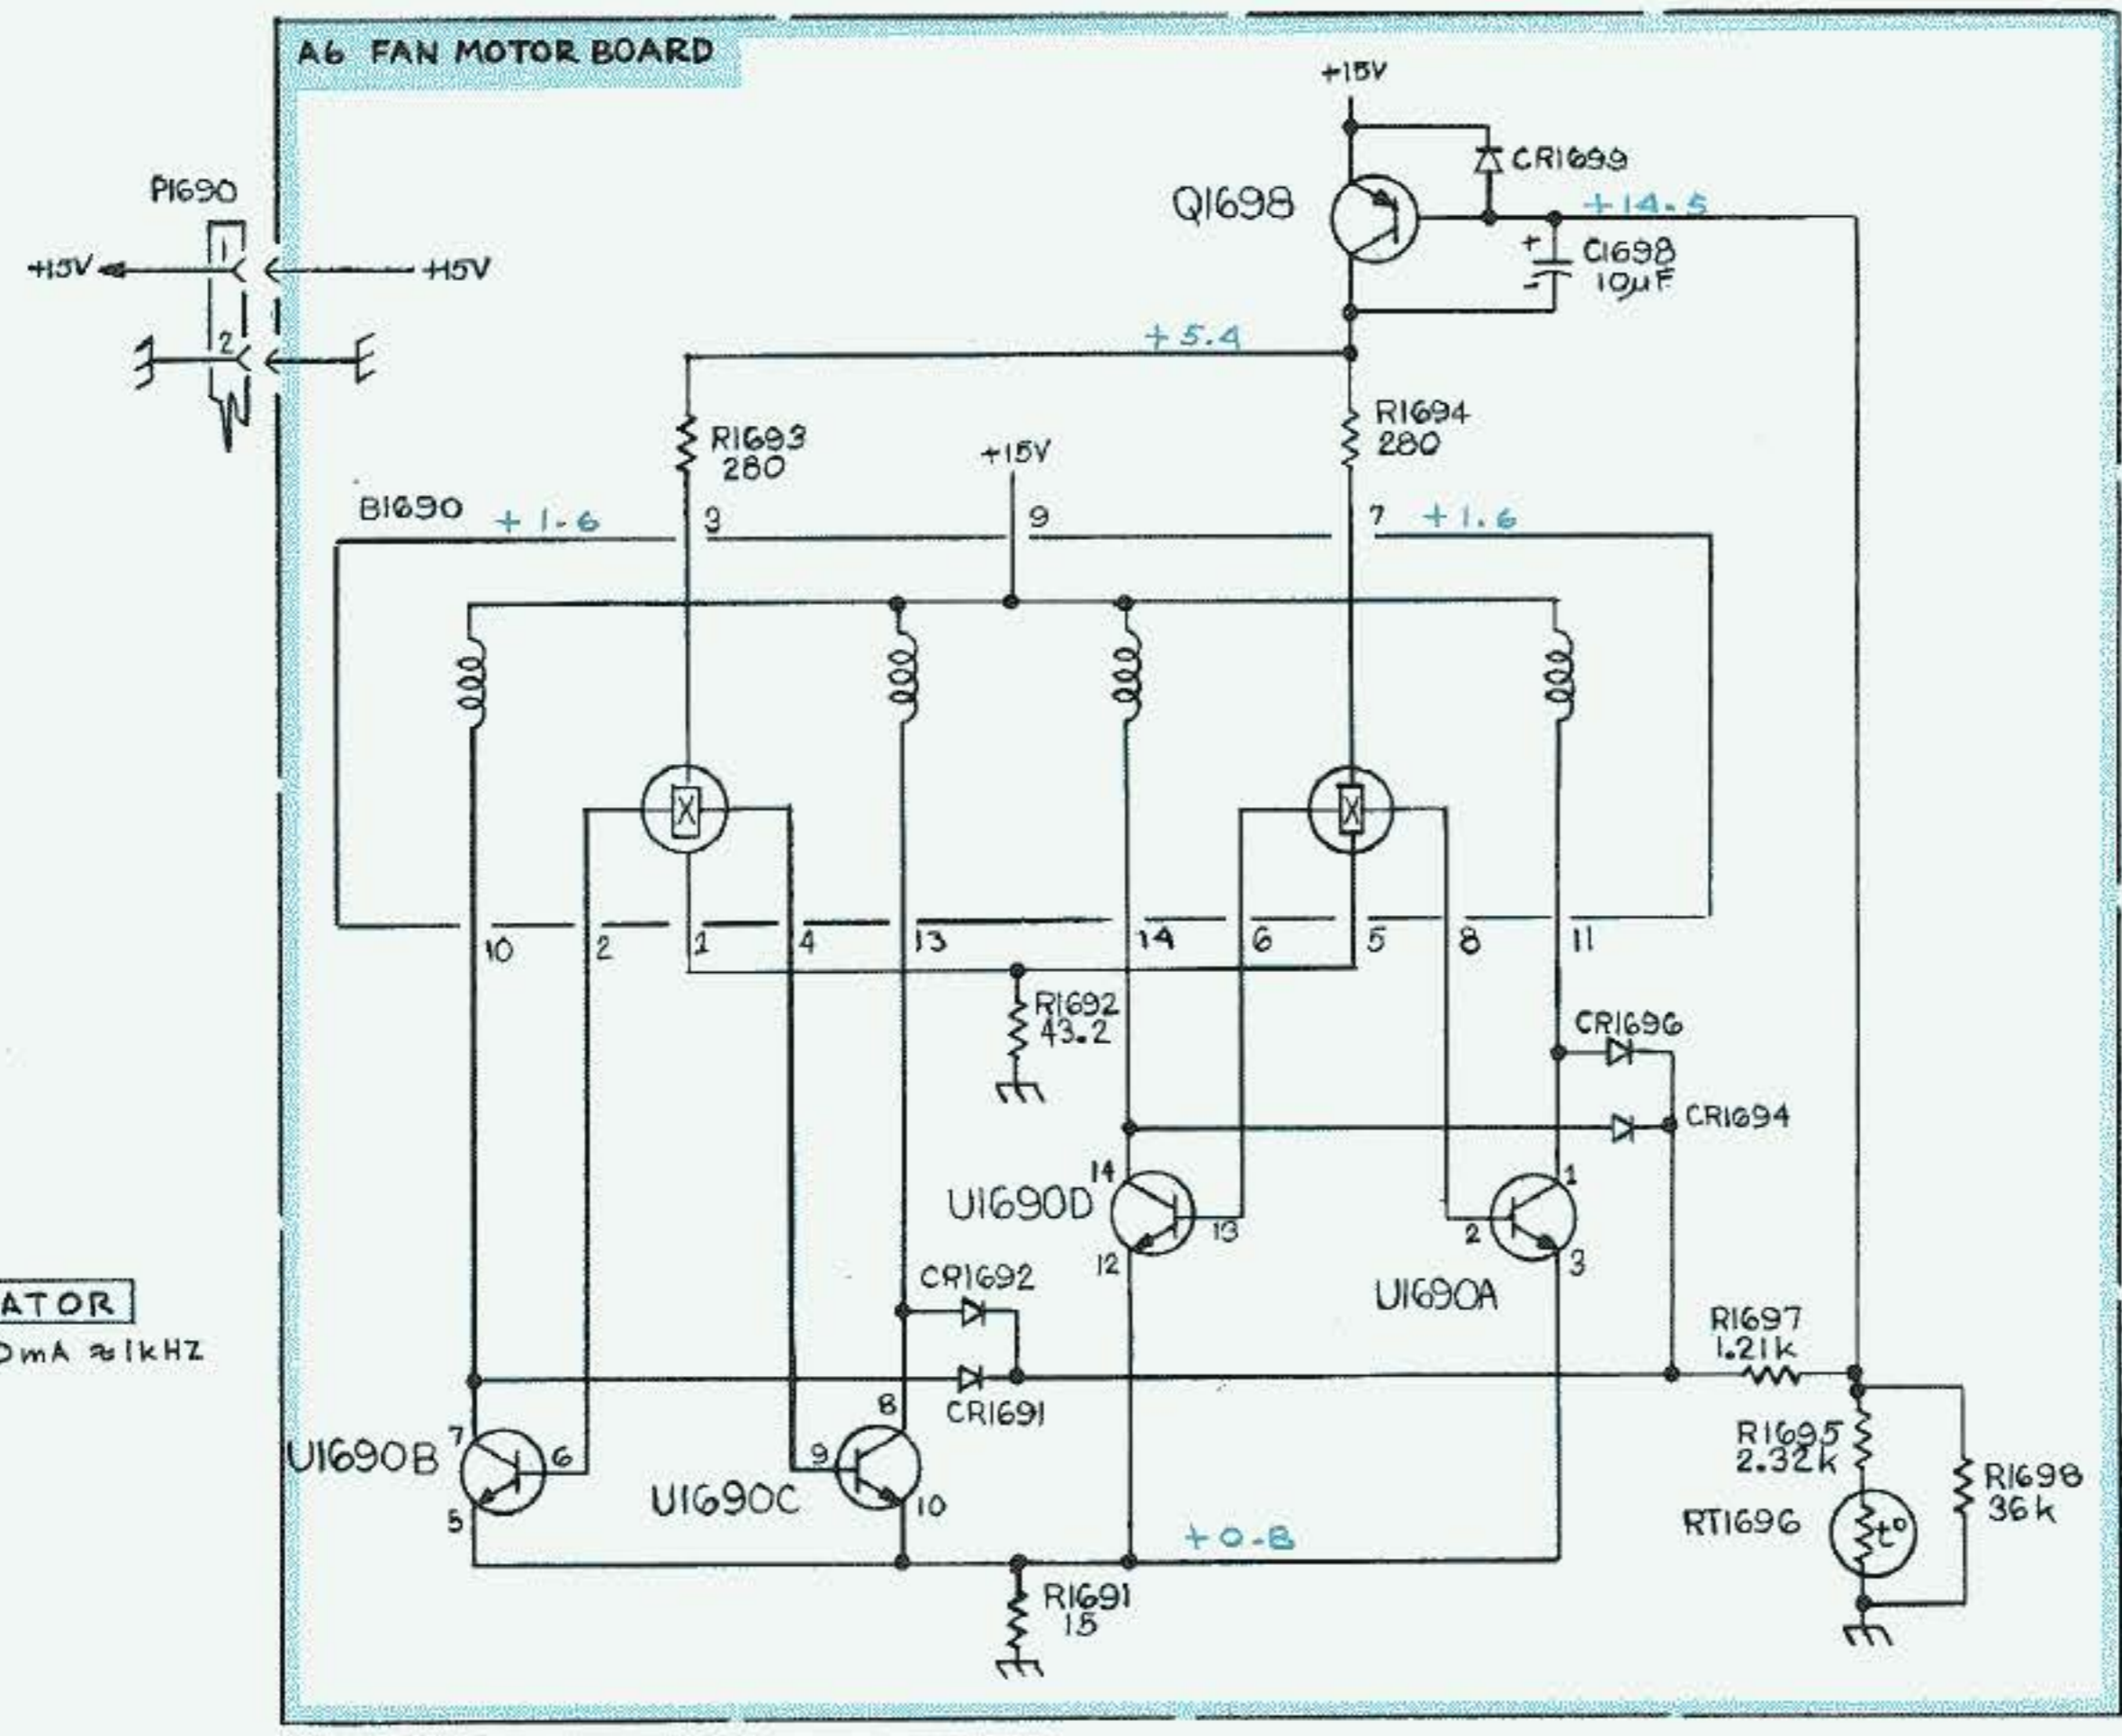 A6 FAN MOTOR BOARD
+15V
CR1699
P1690
Q1698
+14.5
1
+15V
+15V
C1698
10µF
+
-
2
+5.4
R1693
280
R1694
280
+15V
B1690
+1.6
3
9
7
+1.6
X
X
10
2
1
4
13
14
6
5
8
11
R1692
43.2
CR1696
CR1694
14
U1690D
13
12
1
2
3
U1690A
CR1692
CR1691
ATOR
mA ≈1kHZ
R1697
1.21k
8
7
U1690B
6
5
9
U1690C
10
R1695
2.32k
R1698
36k
RT1696
t°
+0.8
R1691
15